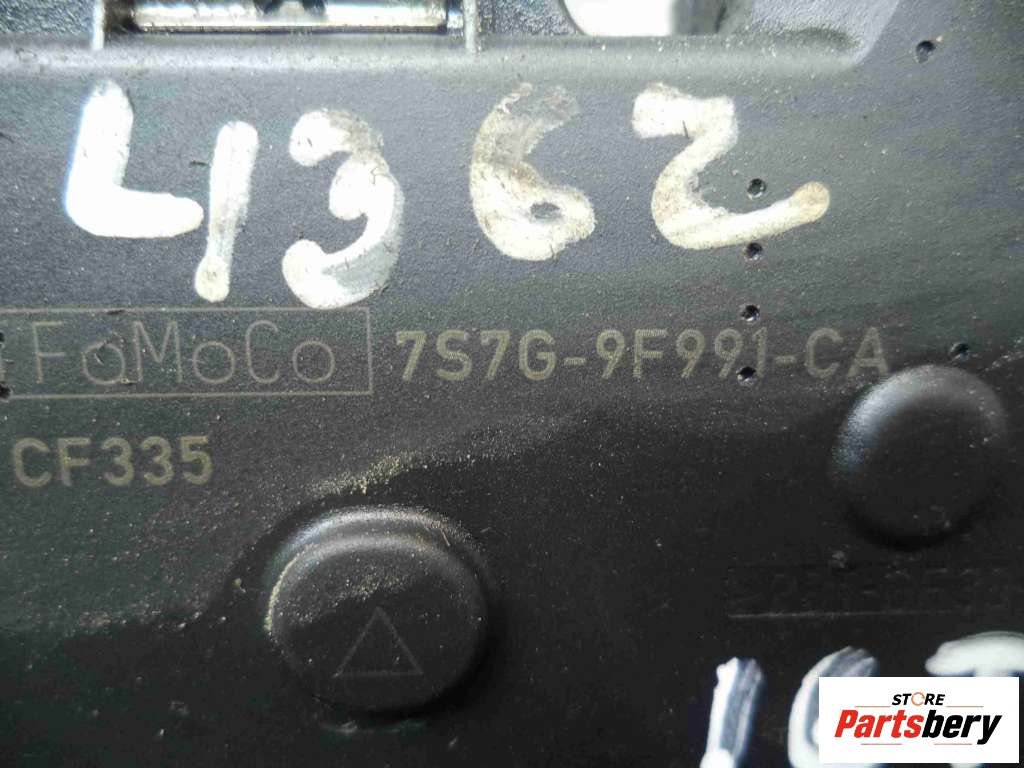 4362
FoMoCo 7S7G-9F991-CA
CF335
STORE
Partsbery